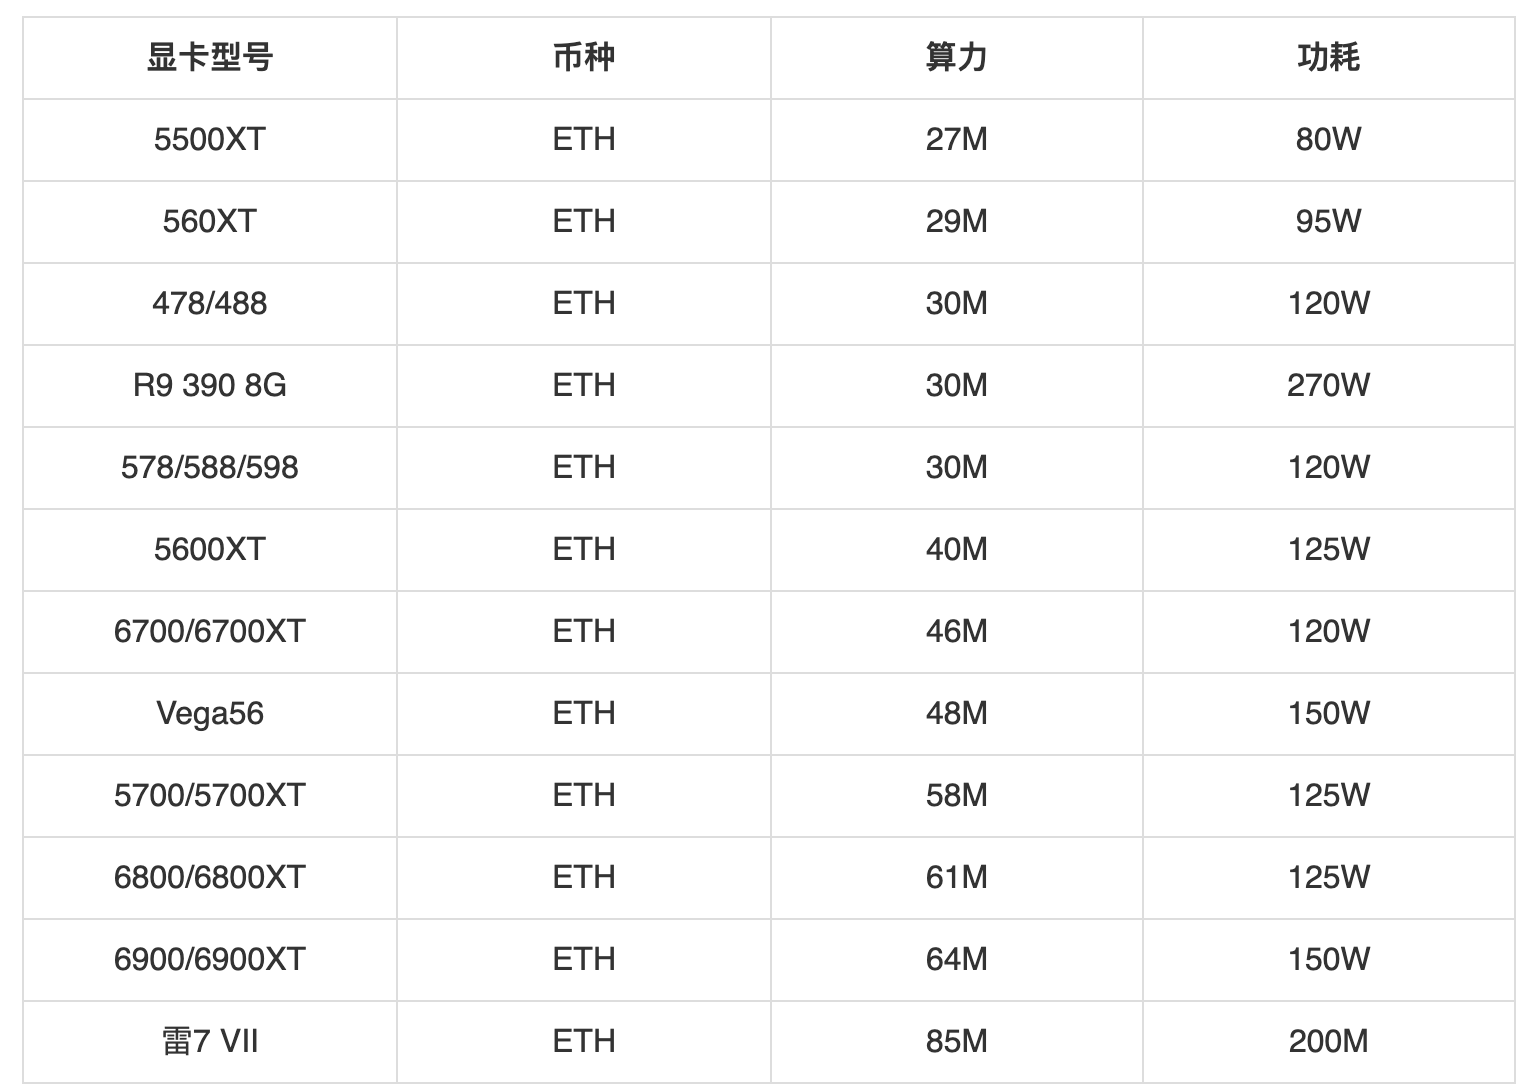 显卡型号 币种 算力 功耗
5500XT ETH 27M 80W
560XT ETH 29M 95W
478/488 ETH 30M 120W
R9 390 8G ETH 30M 270W
578/588/598 ETH 30M 120W
5600XT ETH 40M 125W
6700/6700XT ETH 46M 120W
Vega56 ETH 48M 150W
5700/5700XT ETH 58M 125W
6800/6800XT ETH 61M 125W
6900/6900XT ETH 64M 150W
雷7 VII ETH 85M 200M